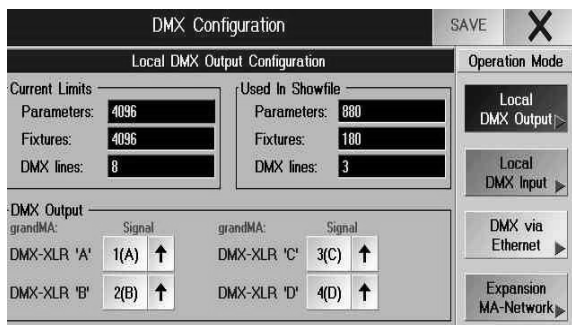 DMX Configuration
SAVE
X
Local DMX Output Configuration
Operation Mode
Current Limits
Used In Showfile
Parameters: 4096
Parameters: 880
Fixtures: 4096
Fixtures: 180
DMX lines: 8
DMX lines: 3
Local
DMX Output
Local
DMX Input
DMX via
Ethernet
Expansion
MA-Network
DMX Output
grandMA: Signal grandMA: Signal
DMX-XLR 'A' 1(A) DMX-XLR 'C' 3(C)
DMX-XLR 'B' 2(B) DMX-XLR 'D' 4(D)